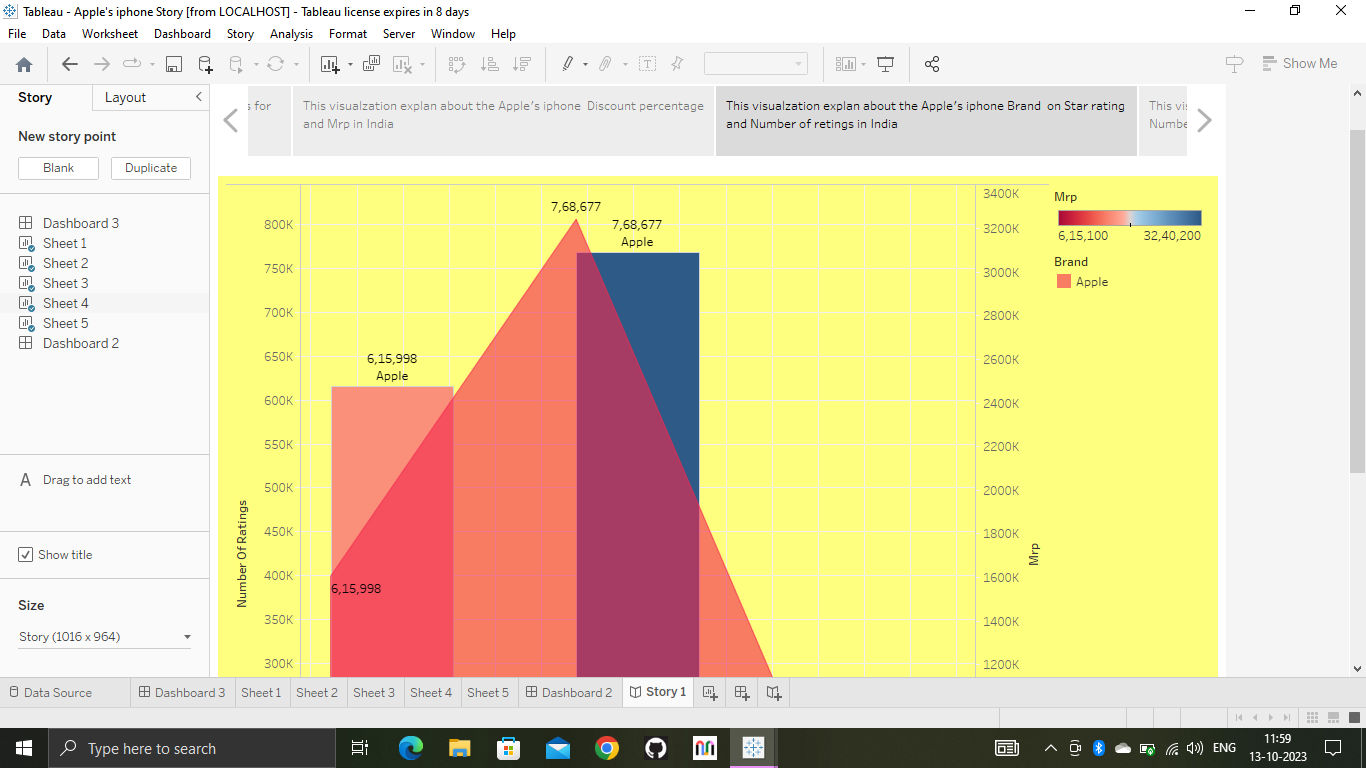 Tableau - Apple's iphone Story [from LOCALHOST] - Tableau license expires in 8 days
File Data Worksheet Dashboard Story Analysis Format Server Window Help
Show Me
Story Layout
New story point
Blank Duplicate
Dashboard 3
Sheet 1
Sheet 2
Sheet 3
Sheet 4
Sheet 5
Dashboard 2
A Drag to add text
Show title
Size
Story (1016 x 964)
s for
This visualzation explan about the Apple's iphone Discount percentage
and Mrp in India
This visualzation explan about the Apple's iphone Brand on Star rating
and Number of retings in India
This vis
Numbe
Number Of Ratings
800K
750K
700K
650K
600K
550K
500K
450K
400K
350K
300K
7,68,677
7,68,677
Apple
6,15,998
Apple
6,15,998
3400K
3200K
3000K
2800K
2600K
2400K
2200K
2000K
1800K
1600K
1400K
1200K
Mrp
Mrp
6,15,100 32,40,200
Brand
Apple
Data Source Dashboard 3 Sheet 1 Sheet 2 Sheet 3 Sheet 4 Sheet 5 Dashboard 2 Story 1
Type here to search
ENG
11:59
13-10-2023